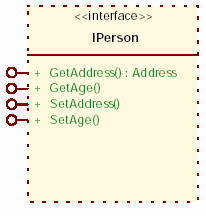 <<interface>>
IPerson
+ GetAddress() : Address
+ GetAge()
+ SetAddress()
+ SetAge()